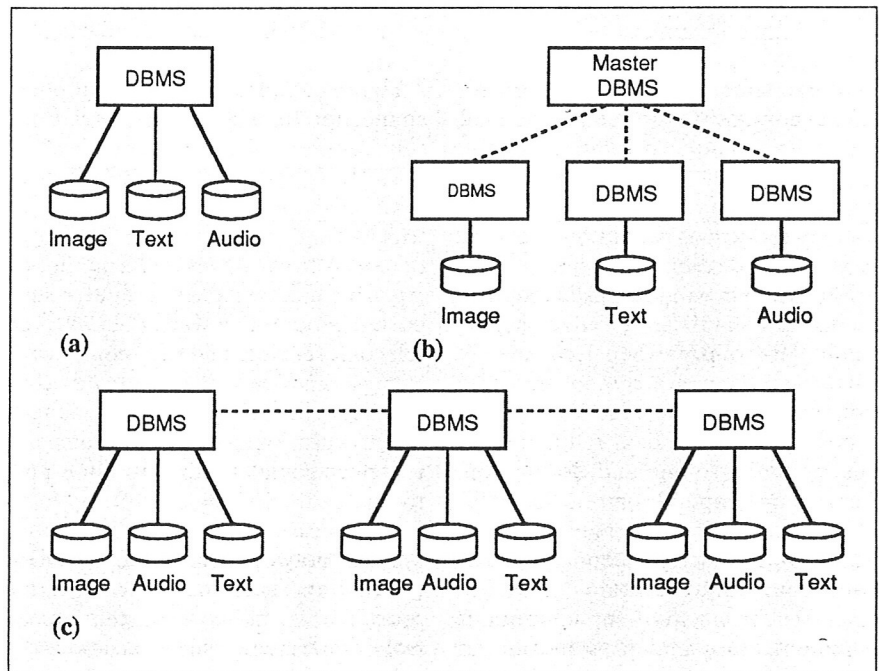 DBMS
Image Text Audio
(a)
Master
DBMS
DBMS DBMS DBMS
Image Text Audio
(b)
DBMS DBMS DBMS
Image Audio Text Image Audio Text Image Audio Text
(c)